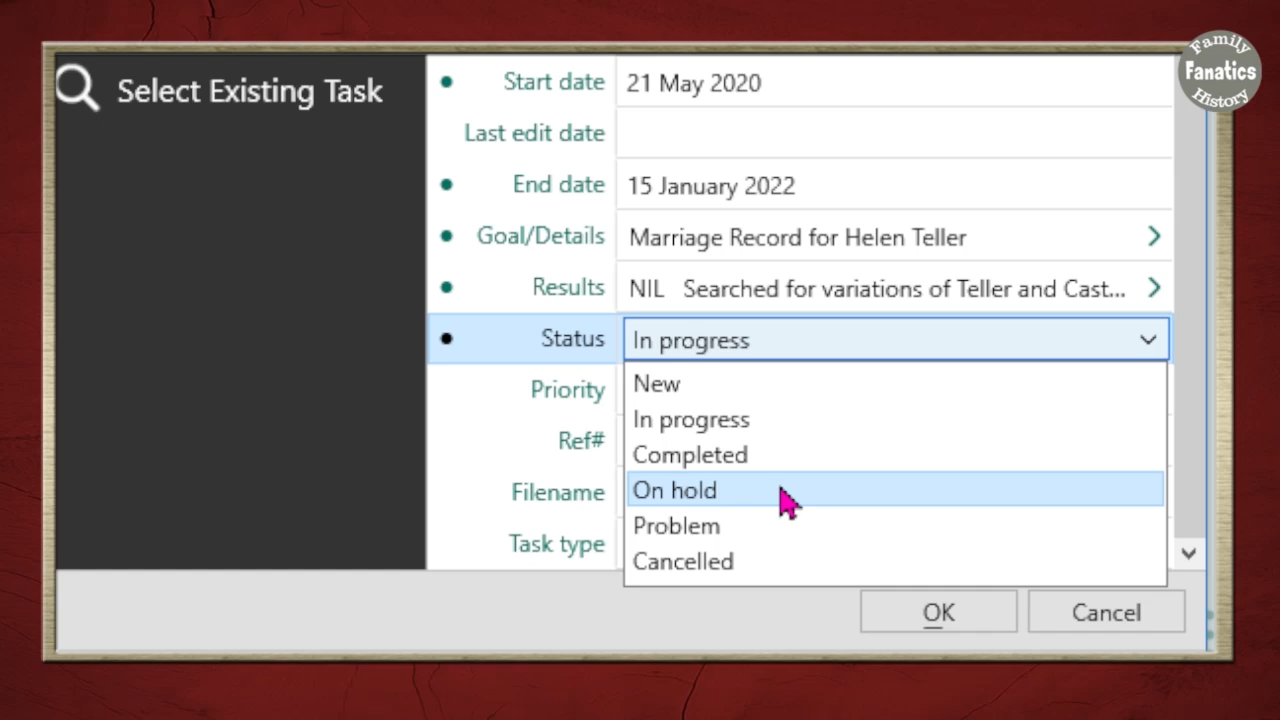 Family
Fanatics
History
Select Existing Task
Start date 21 May 2020
Last edit date
End date 15 January 2022
Goal/Details Marriage Record for Helen Teller
Results NIL Searched for variations of Teller and Cast...
Status In progress
Priority
Ref#
Filename
Task type
New
In progress
Completed
On hold
Problem
Cancelled
OK Cancel